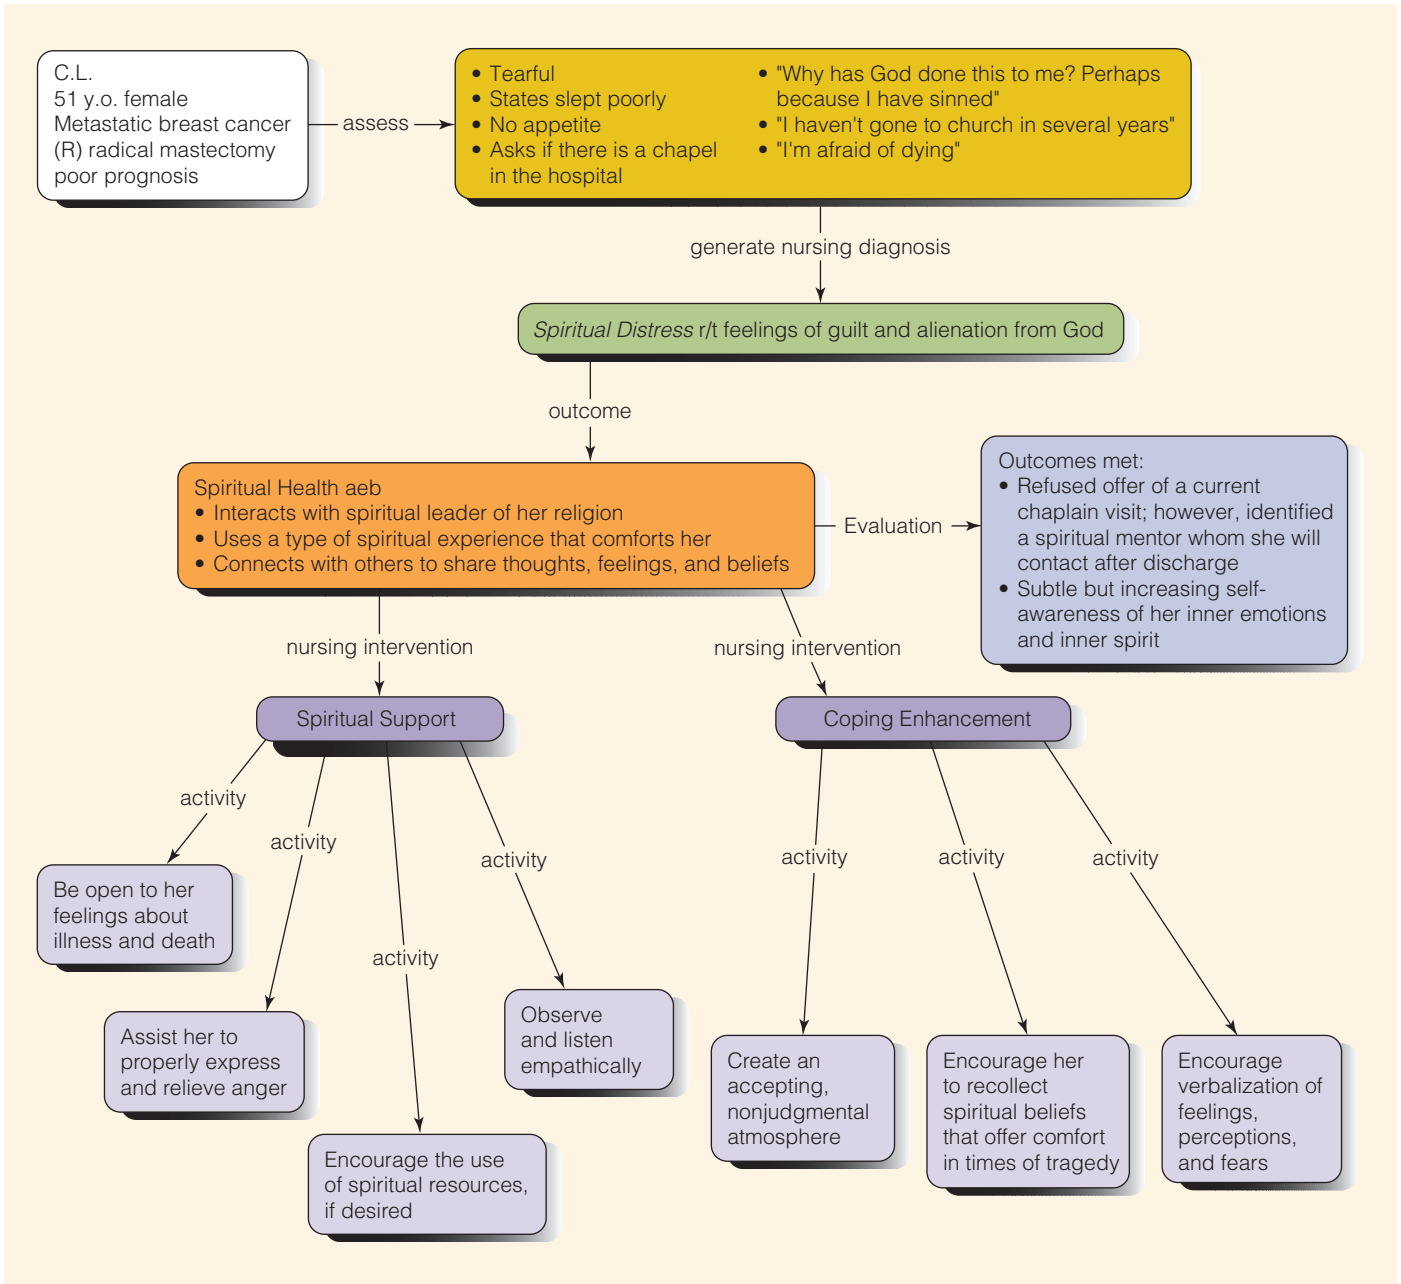 C.L.
51 y.o. female
Metastatic breast cancer
(R) radical mastectomy
poor prognosis
assess
• Tearful
• States slept poorly
• No appetite
• Asks if there is a chapel
in the hospital
• "Why has God done this to me? Perhaps
because I have sinned"
• "I haven't gone to church in several years"
• "I'm afraid of dying"
generate nursing diagnosis
Spiritual Distress r/t feelings of guilt and alienation from God
outcome
Spiritual Health aeb
• Interacts with spiritual leader of her religion
• Uses a type of spiritual experience that comforts her
• Connects with others to share thoughts, feelings, and beliefs
Evaluation
Outcomes met:
• Refused offer of a current
chaplain visit; however, identified
a spiritual mentor whom she will
contact after discharge
• Subtle but increasing self-
awareness of her inner emotions
and inner spirit
nursing intervention
nursing intervention
Spiritual Support
Coping Enhancement
activity
activity
activity
activity
activity
activity
activity
Be open to her
feelings about
illness and death
Assist her to
properly express
and relieve anger
Encourage the use
of spiritual resources,
if desired
Observe
and listen
empathically
Create an
accepting,
nonjudgmental
atmosphere
Encourage her
to recollect
spiritual beliefs
that offer comfort
in times of tragedy
Encourage
verbalization of
feelings,
perceptions,
and fears